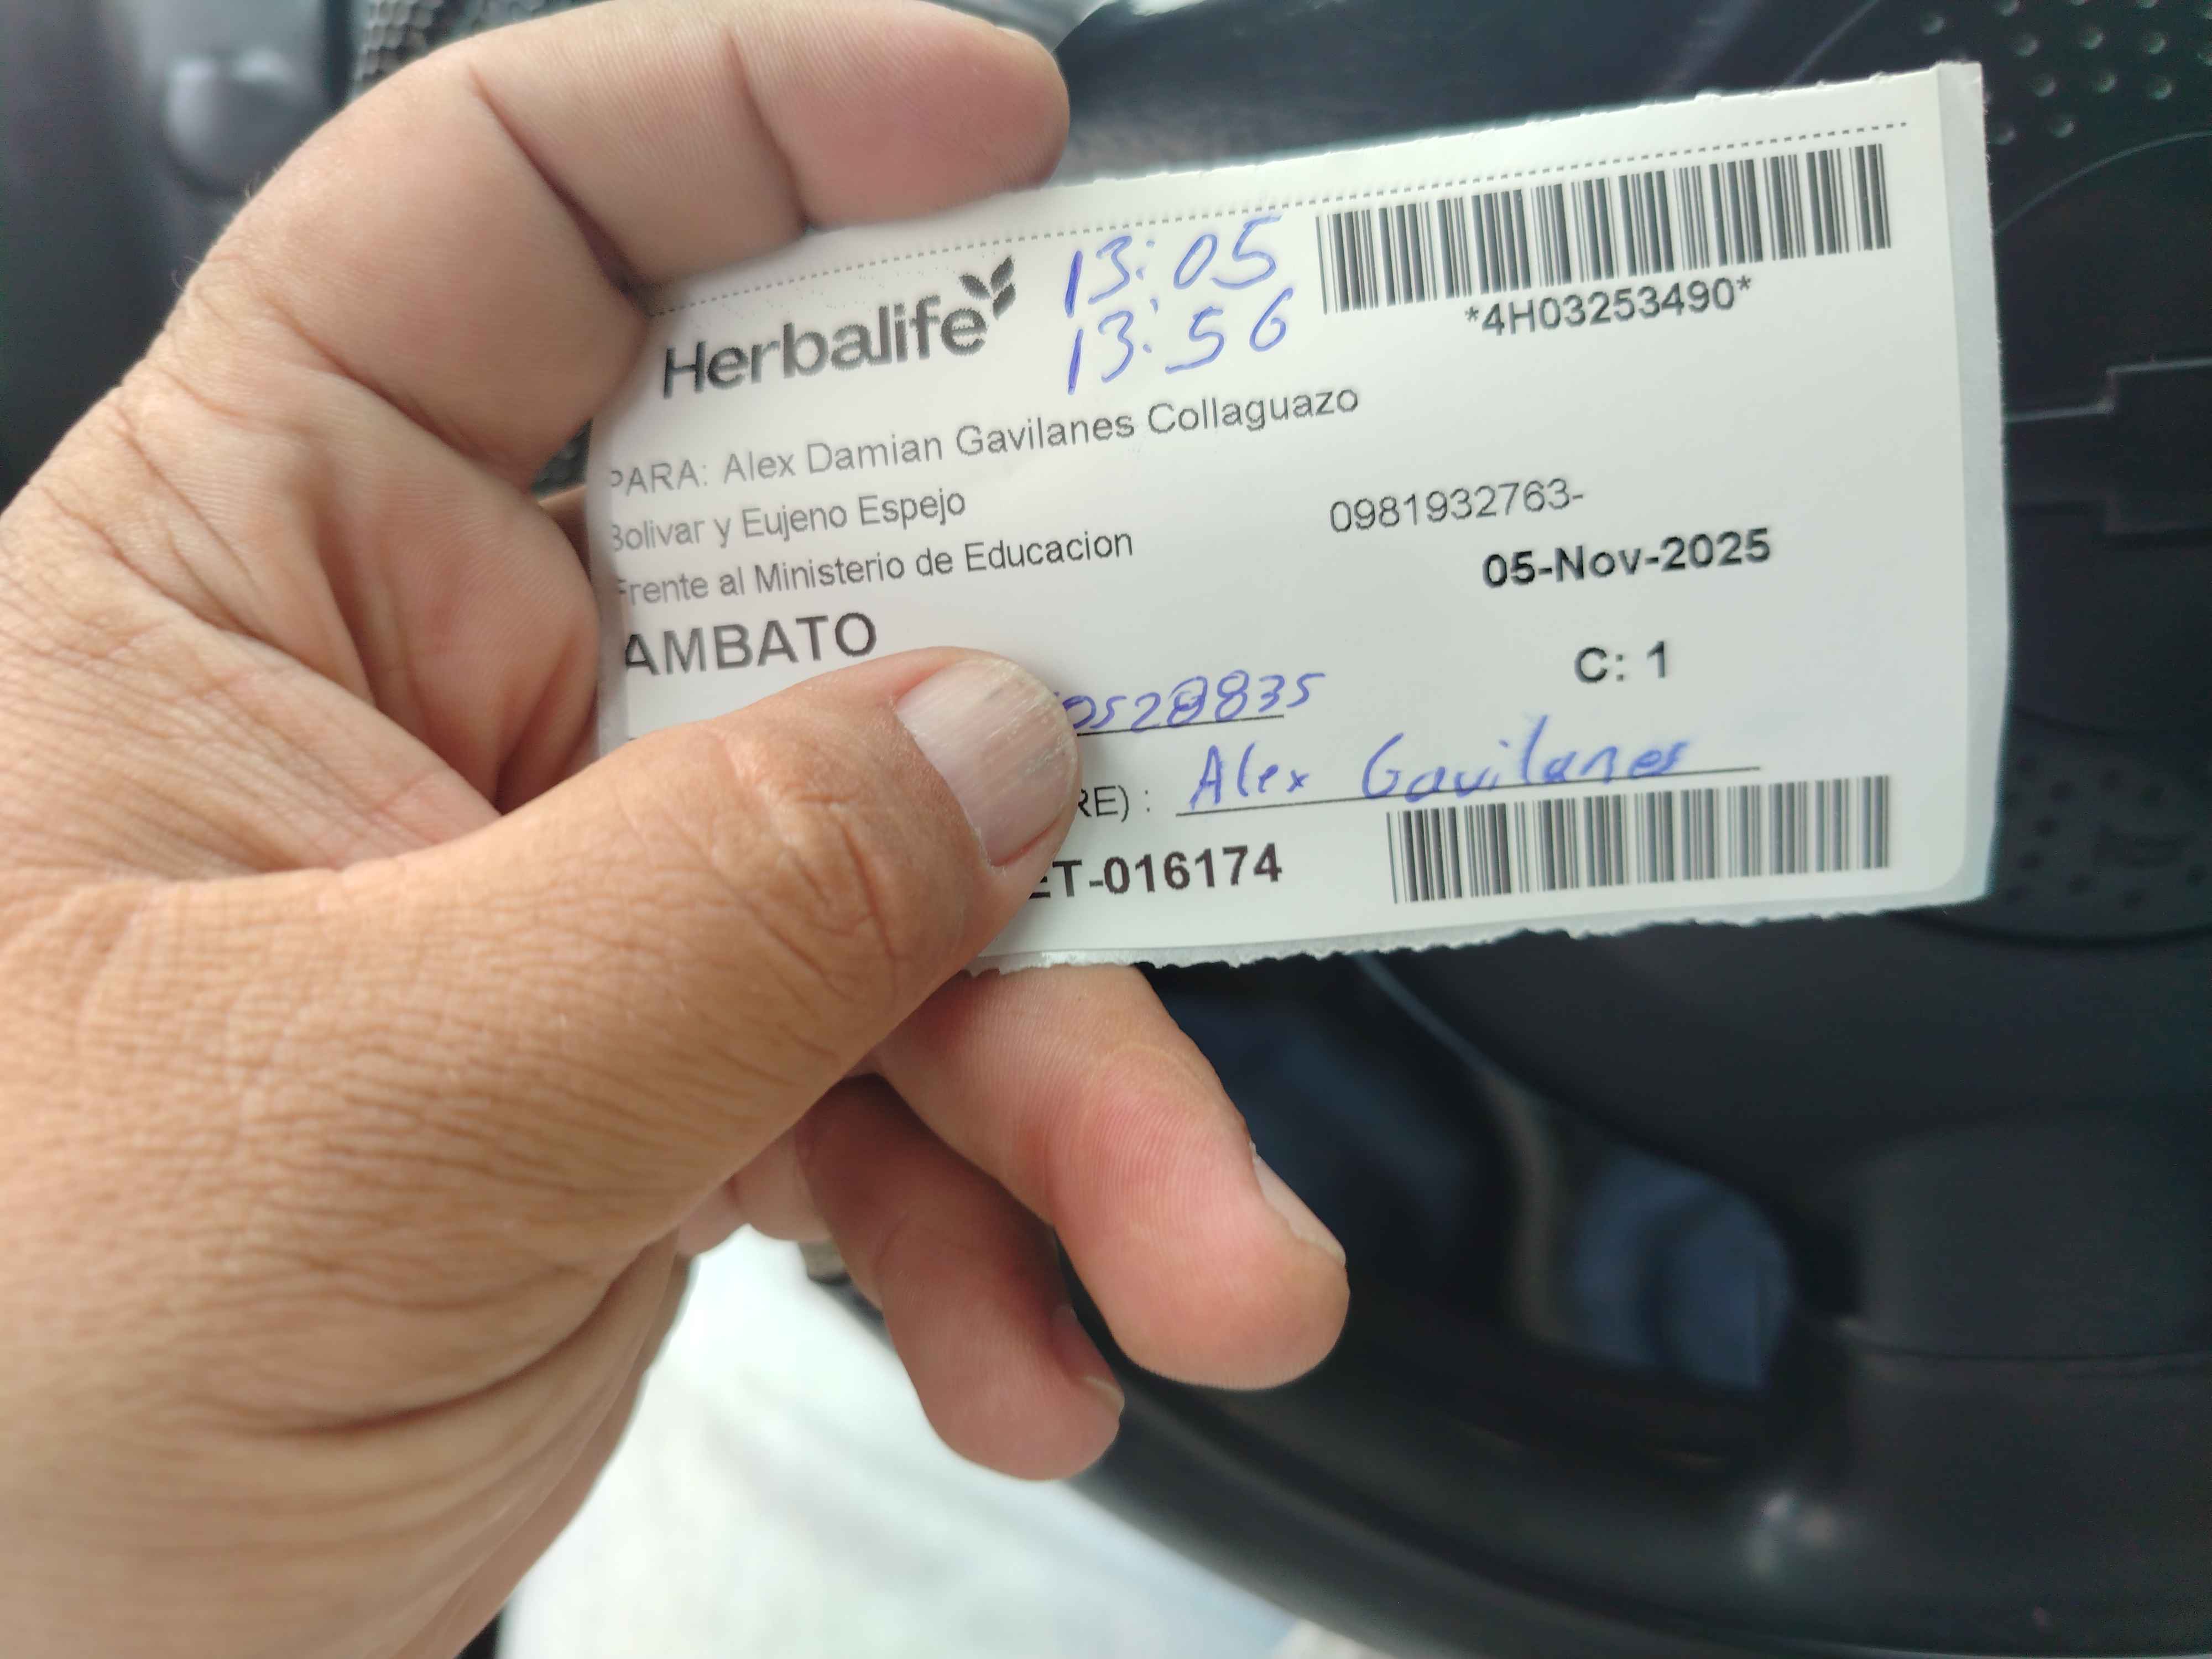 Herbalife
13:05
13:56
*4H03253490*
PARA: Alex Damian Gavilanes Collaguazo
Bolivar y Eujeno Espejo
0981932763-
Frente al Ministerio de Educacion
05-Nov-2025
AMBATO
C: 1
0528835
RE) : Alex Gavilanes
ET-016174